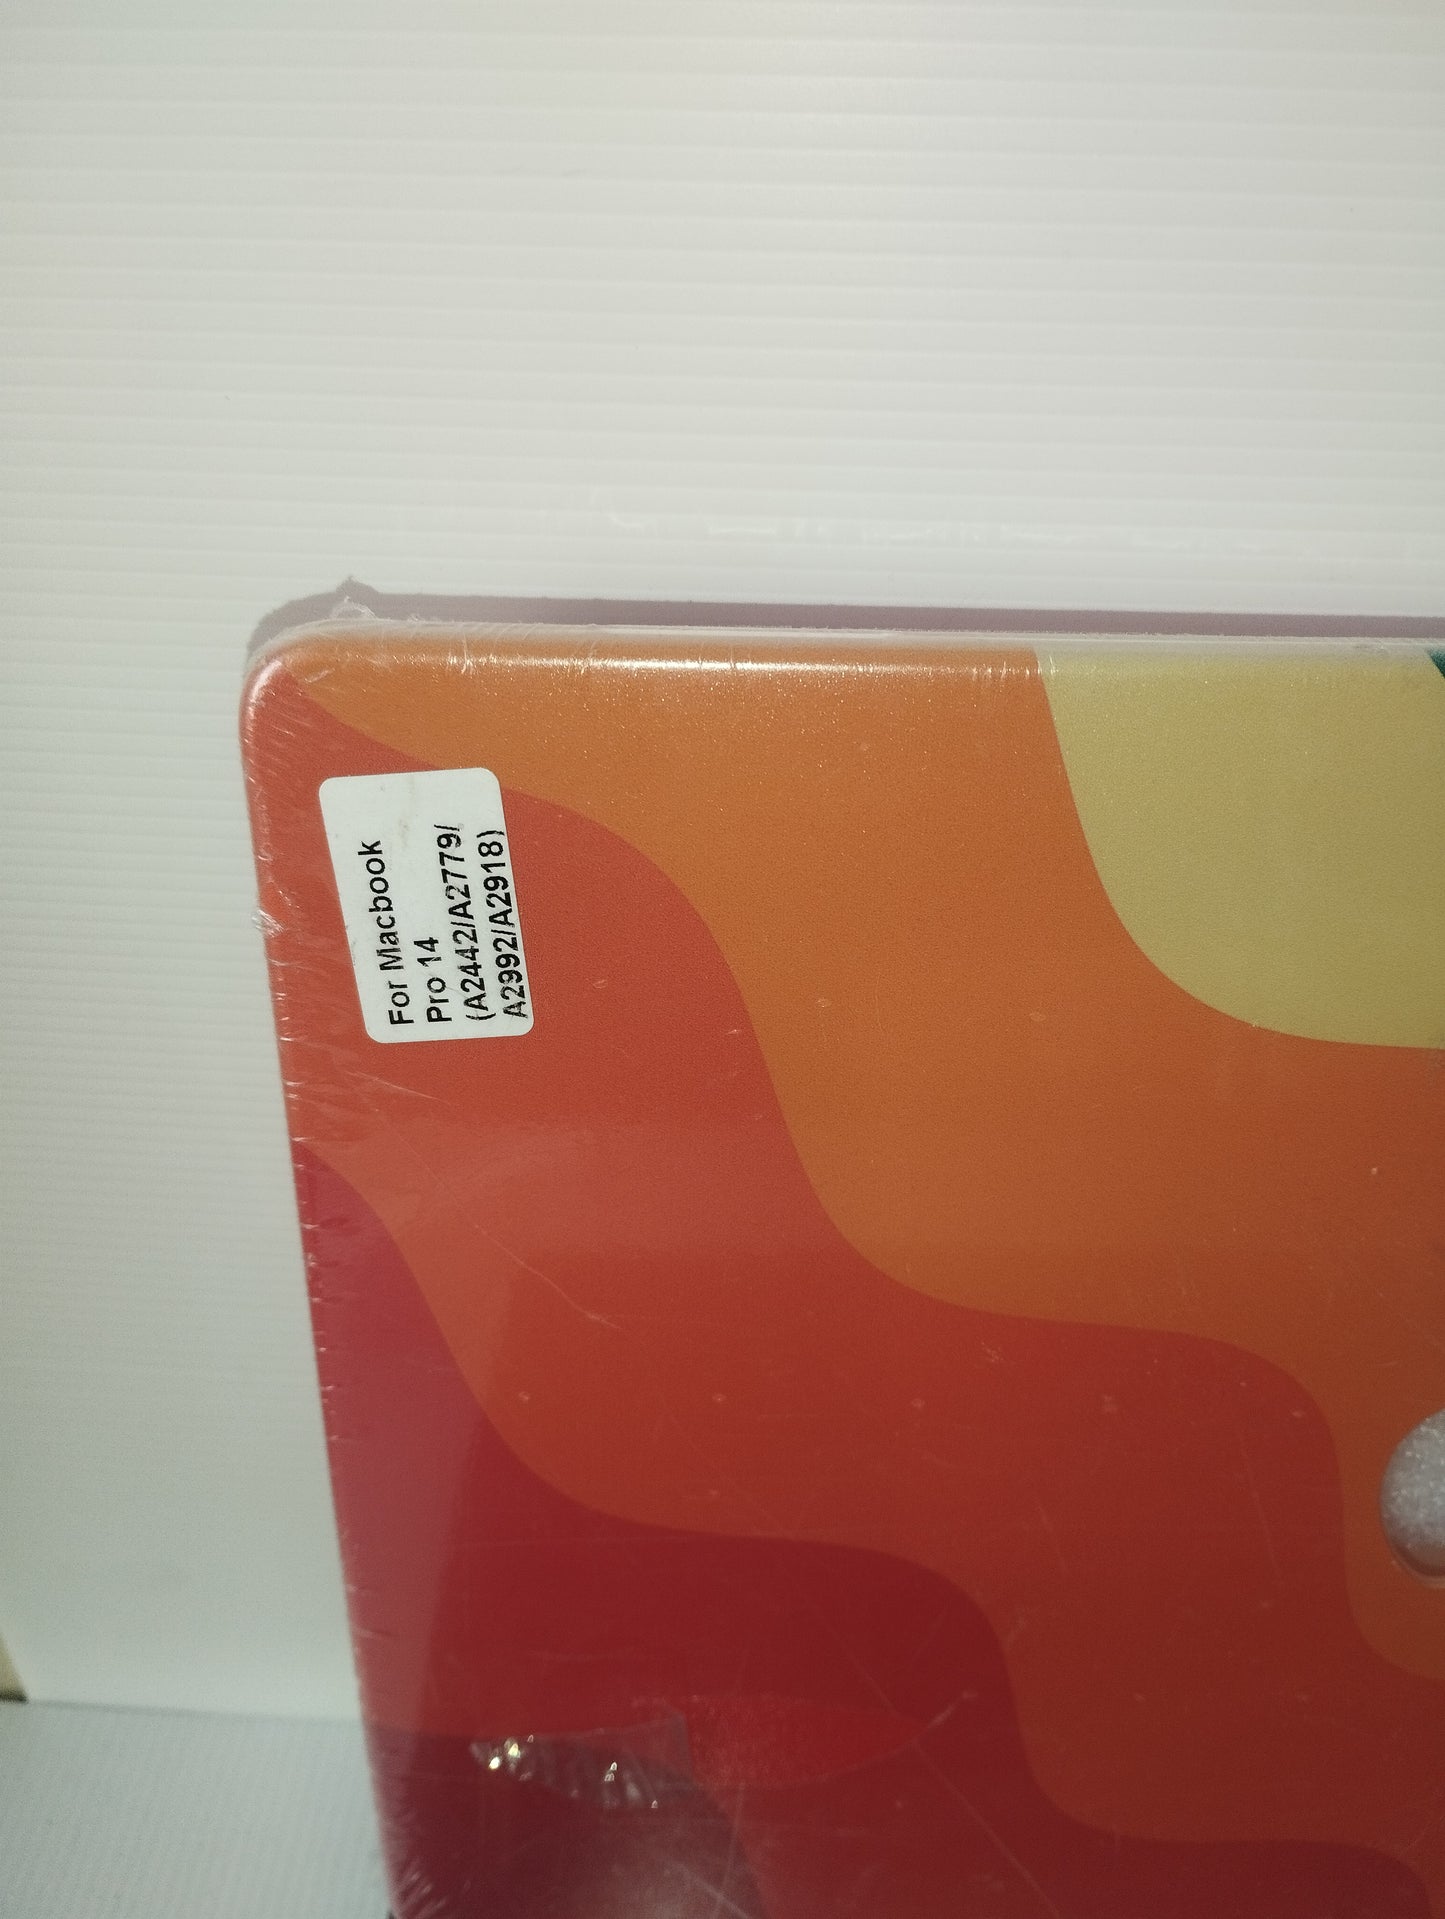 For Macbook
Pro 14
(A2442/A2779/
A2992/A2918)